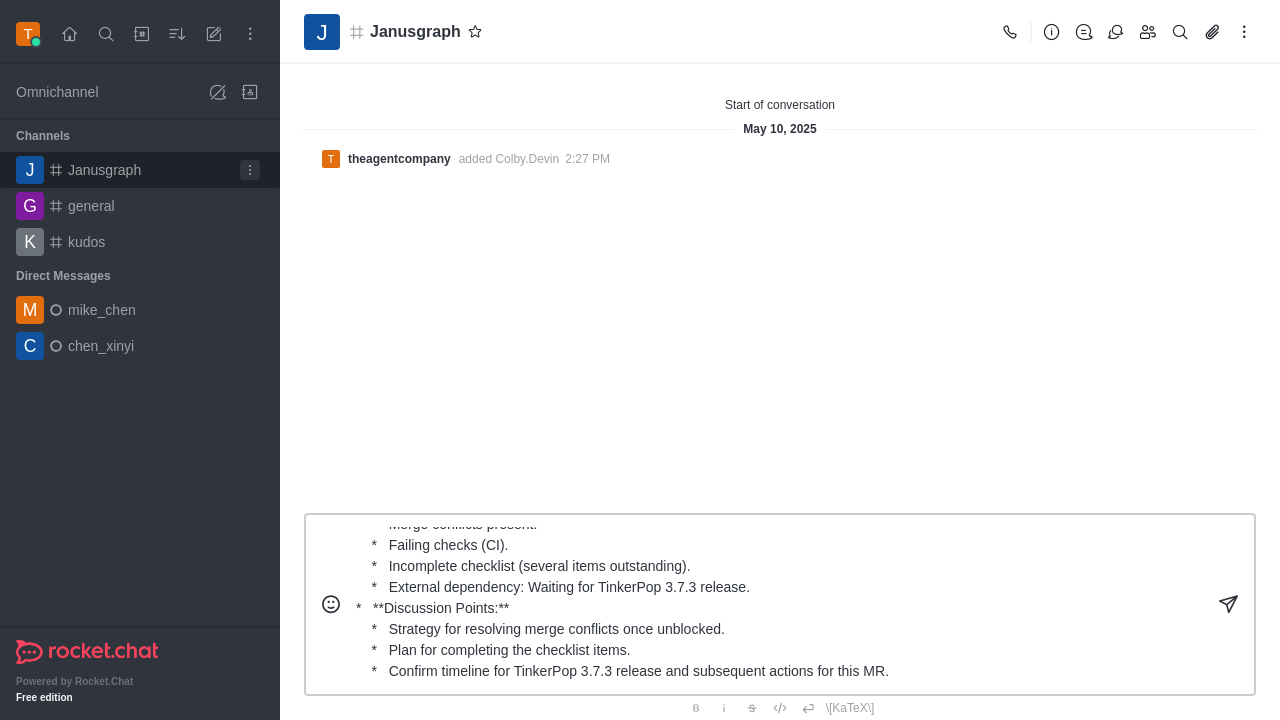 T
Omnichannel
Channels
J Janusgraph
G general
K kudos
Direct Messages
M mike_chen
C chen_xinyi
rocket.chat
Powered by Rocket.Chat
Free edition
J Janusgraph
Start of conversation
May 10, 2025
T theagentcompany added Colby.Devin 2:27 PM
Merge conflicts present.
* Failing checks (CI).
* Incomplete checklist (several items outstanding).
* External dependency: Waiting for TinkerPop 3.7.3 release.
* **Discussion Points:**
* Strategy for resolving merge conflicts once unblocked.
* Plan for completing the checklist items.
* Confirm timeline for TinkerPop 3.7.3 release and subsequent actions for this MR.
B i S \[KaTeX\]